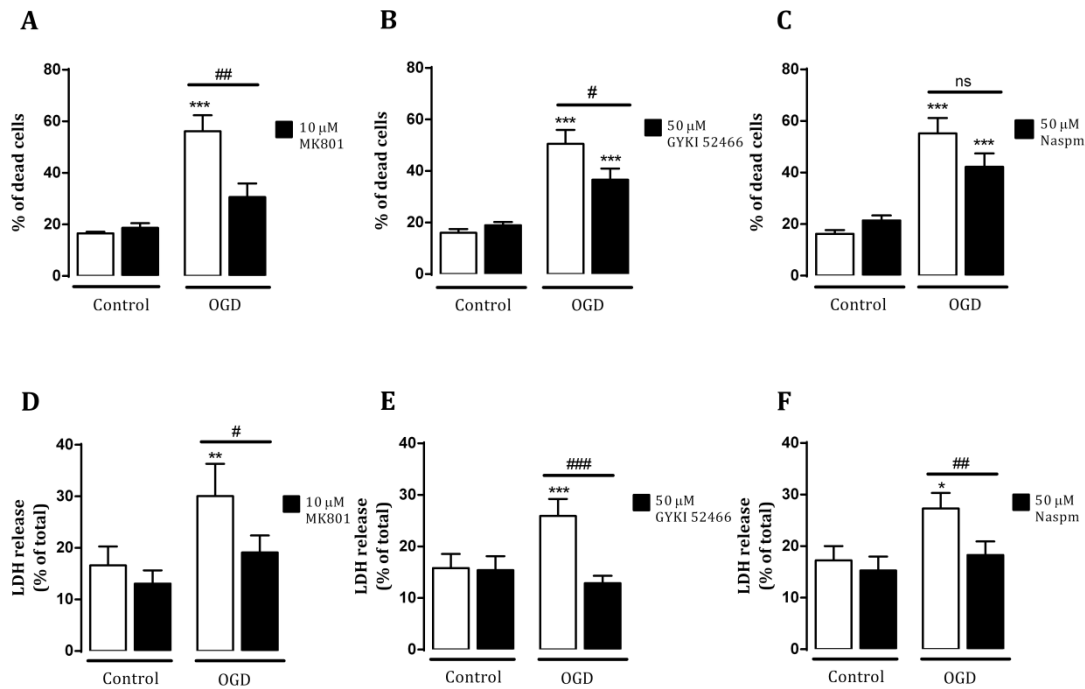 A
B
C
% of dead cells
80
60
40
20
0
***
##
10 μM
MK801
Control
OGD
% of dead cells
80
60
40
20
0
***
#
***
50 μM
GYKI 52466
Control
OGD
% of dead cells
80
60
40
20
0
***
ns
***
50 μM
Naspm
Control
OGD
D
E
F
LDH release
(% of total)
40
30
20
10
0
**
#
10 μM
MK801
Control
OGD
LDH release
(% of total)
40
30
20
10
0
***
###
50 μM
GYKI 52466
Control
OGD
LDH release
(% of total)
40
30
20
10
0
*
##
50 μM
Naspm
Control
OGD